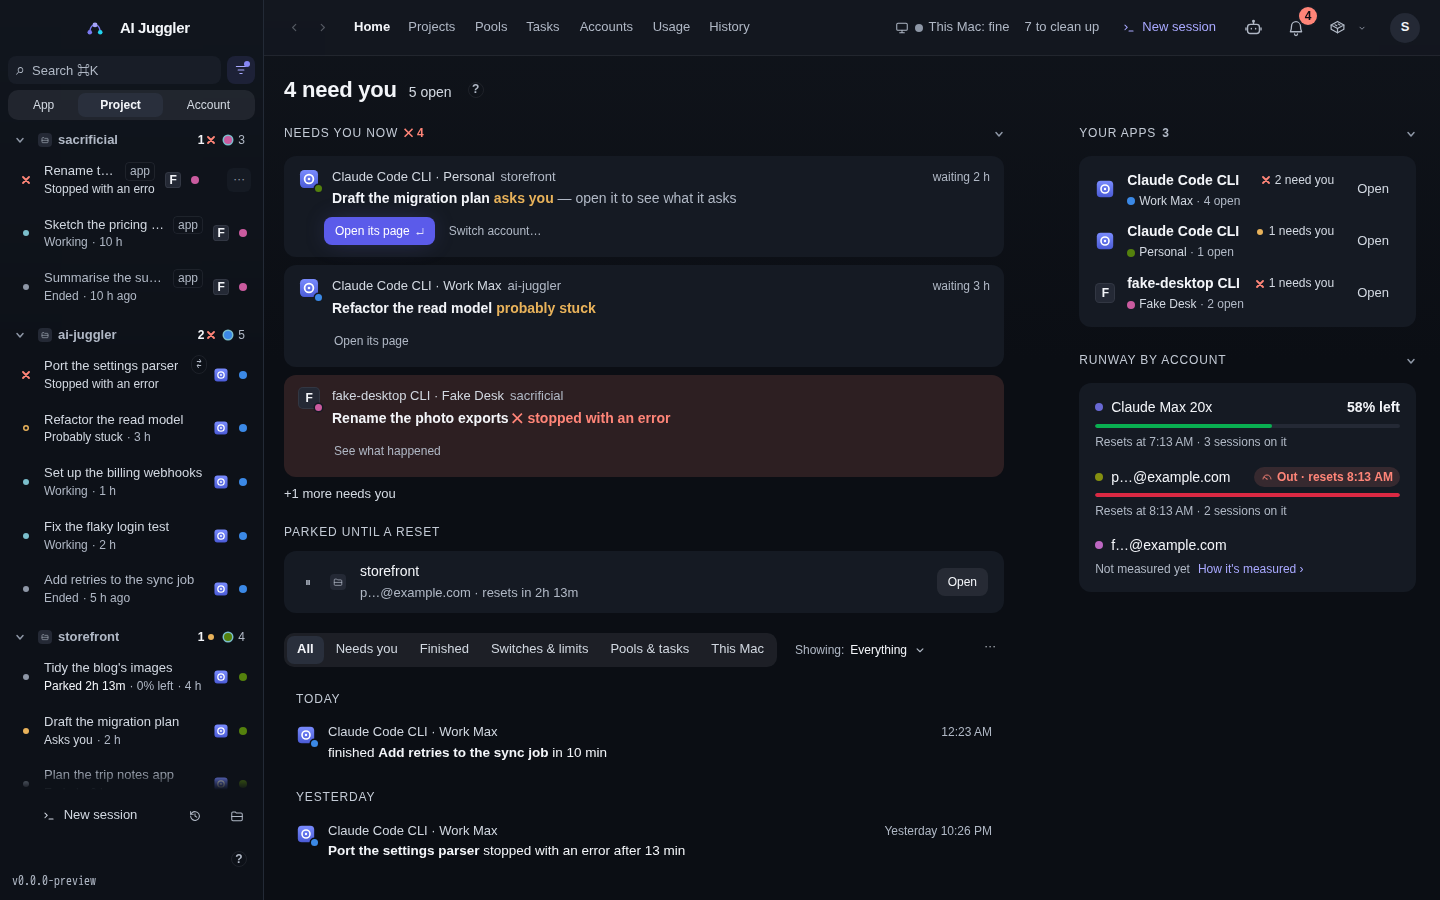 AI Juggler
Search ⌘K
App Project Account
sacrificial 1 3
Rename t… app F
Stopped with an erro
Sketch the pricing … app F
Working · 10 h
Summarise the su… app F
Ended · 10 h ago
ai-juggler 2 5
Port the settings parser
Stopped with an error
Refactor the read model
Probably stuck · 3 h
Set up the billing webhooks
Working · 1 h
Fix the flaky login test
Working · 2 h
Add retries to the sync job
Ended · 5 h ago
storefront 1 4
Tidy the blog's images
Parked 2h 13m · 0% left · 4 h
Draft the migration plan
Asks you · 2 h
Plan the trip notes app
New session
?
v0.0.0-preview
Home Projects Pools Tasks Accounts Usage History
This Mac: fine 7 to clean up New session 4 S
4 need you 5 open ?
NEEDS YOU NOW 4
Claude Code CLI · Personal storefront waiting 2 h
Draft the migration plan asks you — open it to see what it asks
Open its page Switch account…
Claude Code CLI · Work Max ai-juggler waiting 3 h
Refactor the read model probably stuck
Open its page
F fake-desktop CLI · Fake Desk sacrificial
Rename the photo exports stopped with an error
See what happened
+1 more needs you
PARKED UNTIL A RESET
storefront
p…@example.com · resets in 2h 13m
Open
All Needs you Finished Switches & limits Pools & tasks This Mac Showing: Everything …
TODAY
Claude Code CLI · Work Max 12:23 AM
finished Add retries to the sync job in 10 min
YESTERDAY
Claude Code CLI · Work Max Yesterday 10:26 PM
Port the settings parser stopped with an error after 13 min
YOUR APPS 3
Claude Code CLI 2 need you Open
Work Max · 4 open
Claude Code CLI 1 needs you Open
Personal · 1 open
F fake-desktop CLI 1 needs you Open
Fake Desk · 2 open
RUNWAY BY ACCOUNT
Claude Max 20x 58% left
Resets at 7:13 AM · 3 sessions on it
p…@example.com Out · resets 8:13 AM
Resets at 8:13 AM · 2 sessions on it
f…@example.com
Not measured yet How it's measured ›